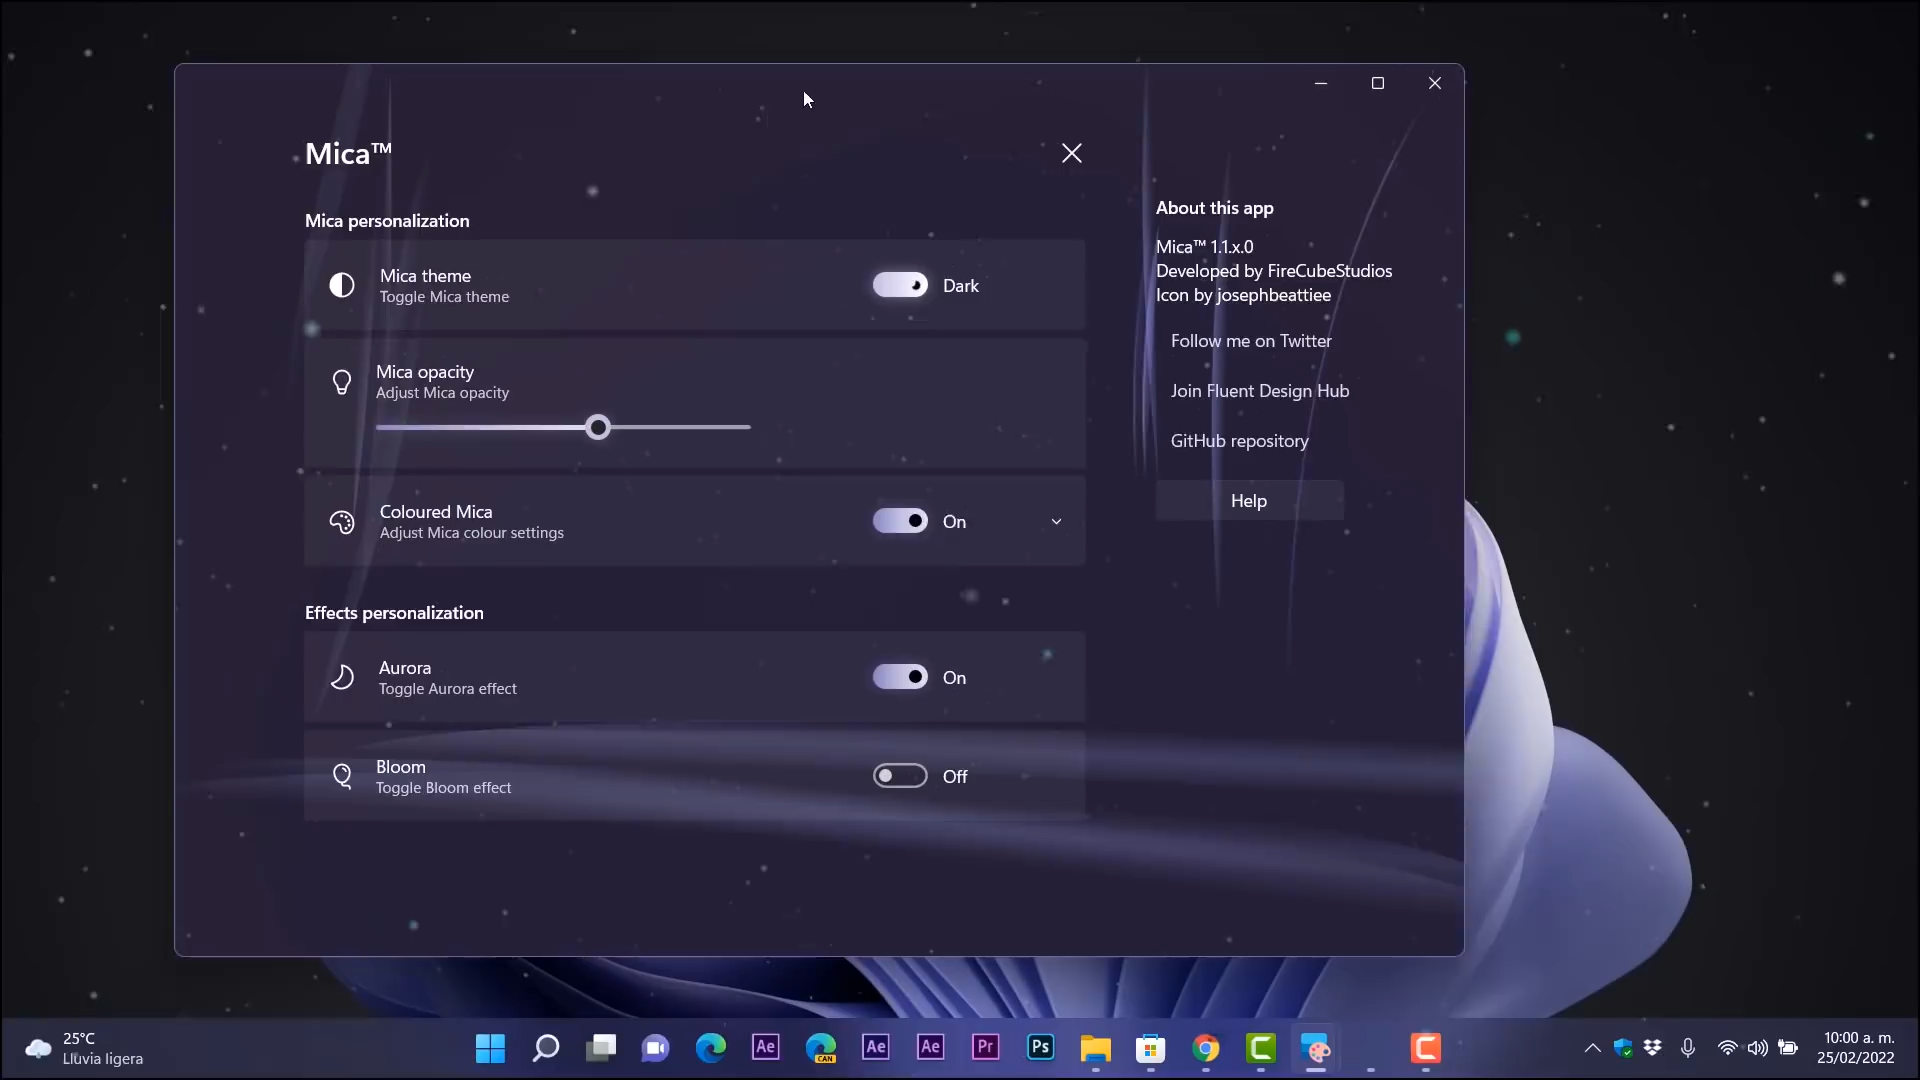 Mica™
Mica personalization
Mica theme
Toggle Mica theme
Dark
Mica opacity
Adjust Mica opacity
Coloured Mica
Adjust Mica colour settings
On
Effects personalization
Aurora
Toggle Aurora effect
On
Bloom
Toggle Bloom effect
Off
About this app
Mica™ 1.1.x.0
Developed by FireCubeStudios
Icon by josephbeattiee
Follow me on Twitter
Join Fluent Design Hub
GitHub repository
Help
25°C
Lluvia ligera
Ae
CAN
Ae
Ae
Pr
Ps
10:00 a. m.
25/02/2022